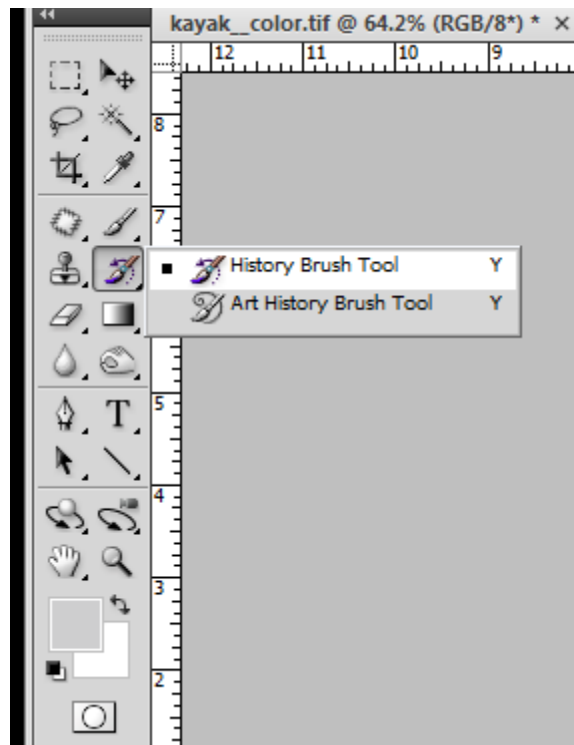 kayak__color.tif @ 64.2% (RGB/8*) * ×
12 11 10 9
8
7
History Brush Tool Y
Art History Brush Tool Y
5
T
4
3
2